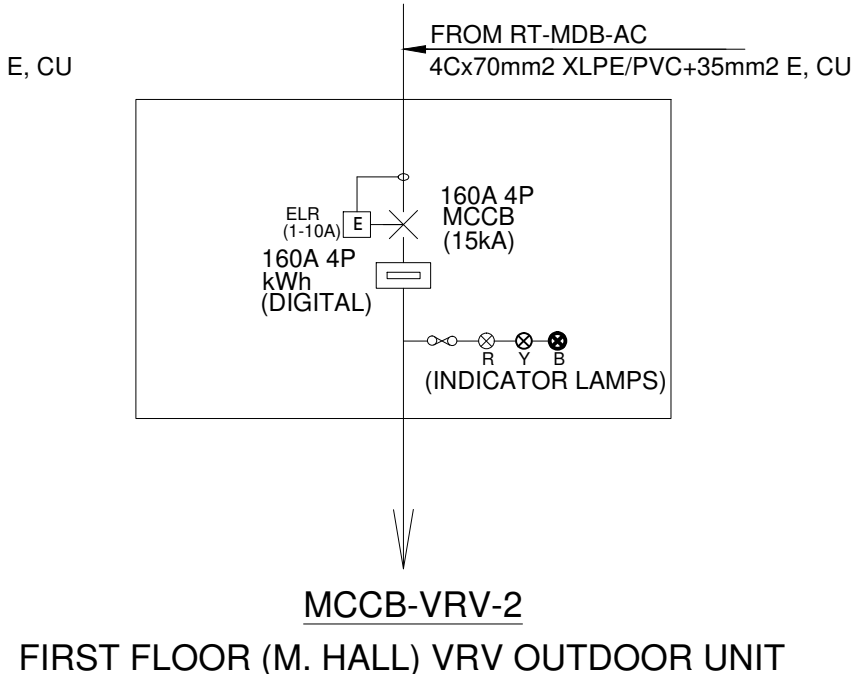 FROM RT-MDB-AC
E, CU
4Cx70mm2 XLPE/PVC+35mm2 E, CU
160A 4P
MCCB
(15kA)
ELR
(1-10A)
E
160A 4P
kWh
(DIGITAL)
R Y B
(INDICATOR LAMPS)
MCCB-VRV-2
FIRST FLOOR (M. HALL) VRV OUTDOOR UNIT